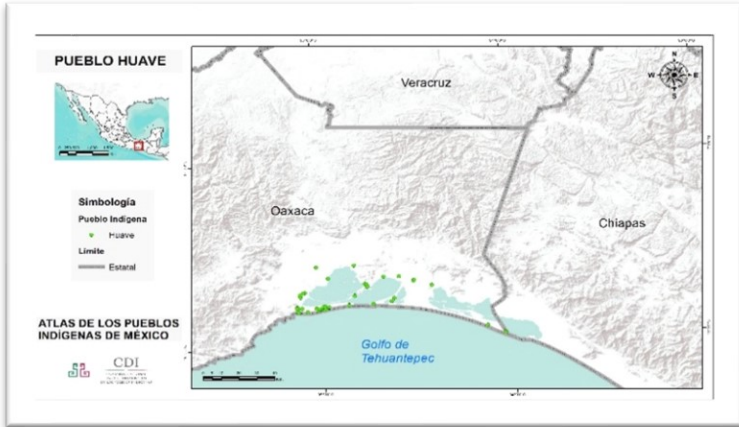 PUEBLO HUAVE
Simbología
Pueblo Indígena
Huave
Límite
Estatal
ATLAS DE LOS PUEBLOS
INDÍGENAS DE MÉXICO
CDI
Veracruz
Oaxaca
Chiapas
Golfo de
Tehuantepec
N
W
E
S